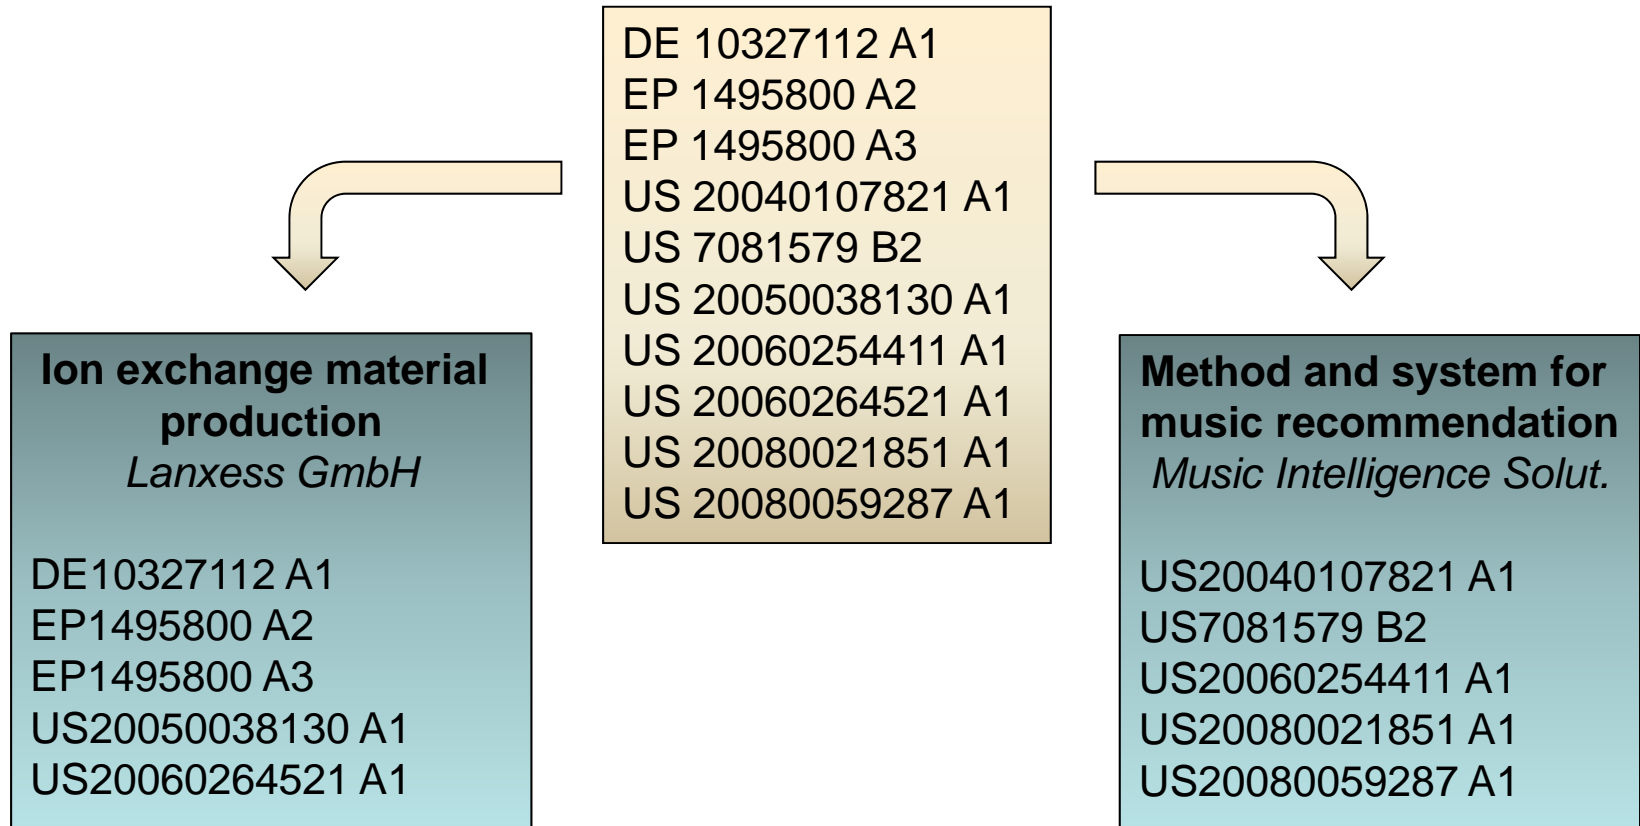 DE 10327112 A1
EP 1495800 A2
EP 1495800 A3
US 20040107821 A1
US 7081579 B2
US 20050038130 A1
US 20060254411 A1
US 20060264521 A1
US 20080021851 A1
US 20080059287 A1
Ion exchange material
production
Lanxess GmbH
DE10327112 A1
EP1495800 A2
EP1495800 A3
US20050038130 A1
US20060264521 A1
Method and system for
music recommendation
Music Intelligence Solut.
US20040107821 A1
US7081579 B2
US20060254411 A1
US20080021851 A1
US20080059287 A1